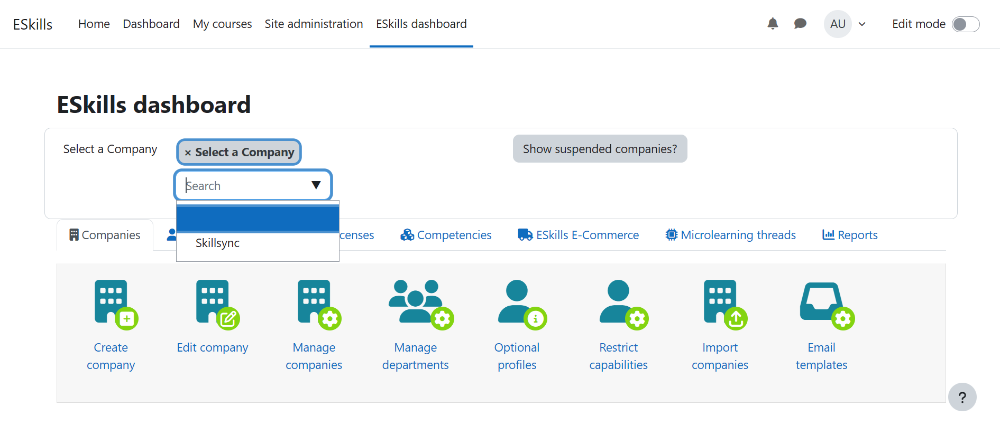 ESkills
Home Dashboard My courses Site administration ESkills dashboard
AU
Edit mode
ESkills dashboard
Select a Company
× Select a Company
Show suspended companies?
Search
Skillsync
Companies
Competencies
ESkills E-Commerce
Microlearning threads
Reports
Create company
Edit company
Manage companies
Manage departments
Optional profiles
Restrict capabilities
Import companies
Email templates
?